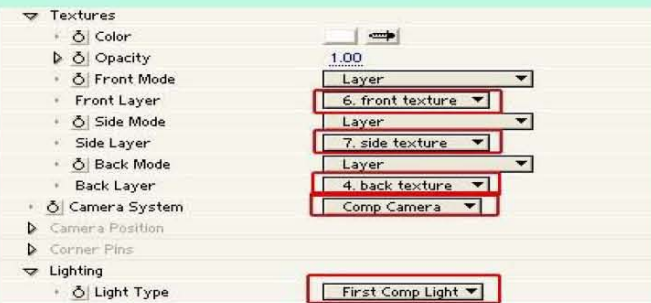 Textures
Color
Opacity 1.00
Front Mode Layer
Front Layer 6. front texture
Side Mode Layer
Side Layer 7. side texture
Back Mode Layer
Back Layer 4. back texture
Camera System Comp Camera
Camera Position
Corner Pins
Lighting
Light Type First Comp Light